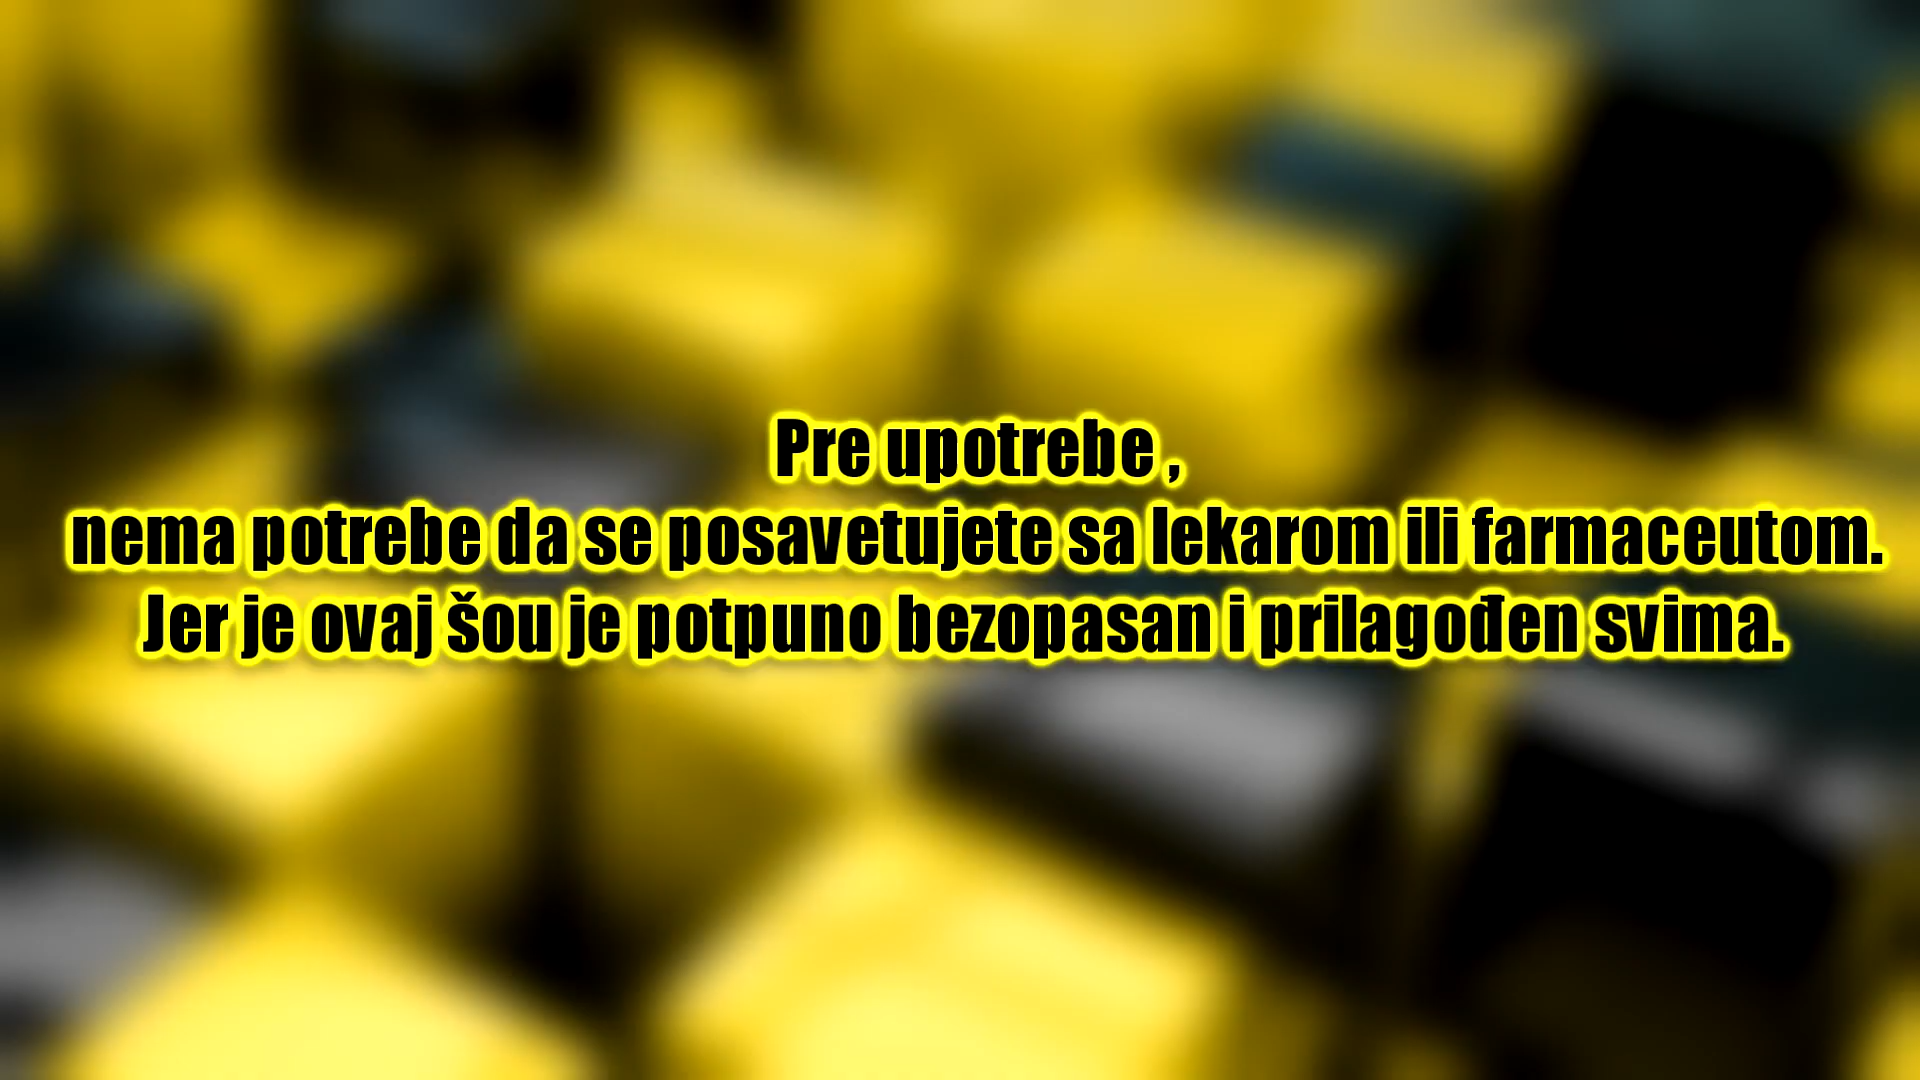 Pre upotrebe ,
nema potrebe da se posavetujete sa lekarom ili farmaceutom.
Jer je ovaj šou je potpuno bezopasan i prilagođen svima.